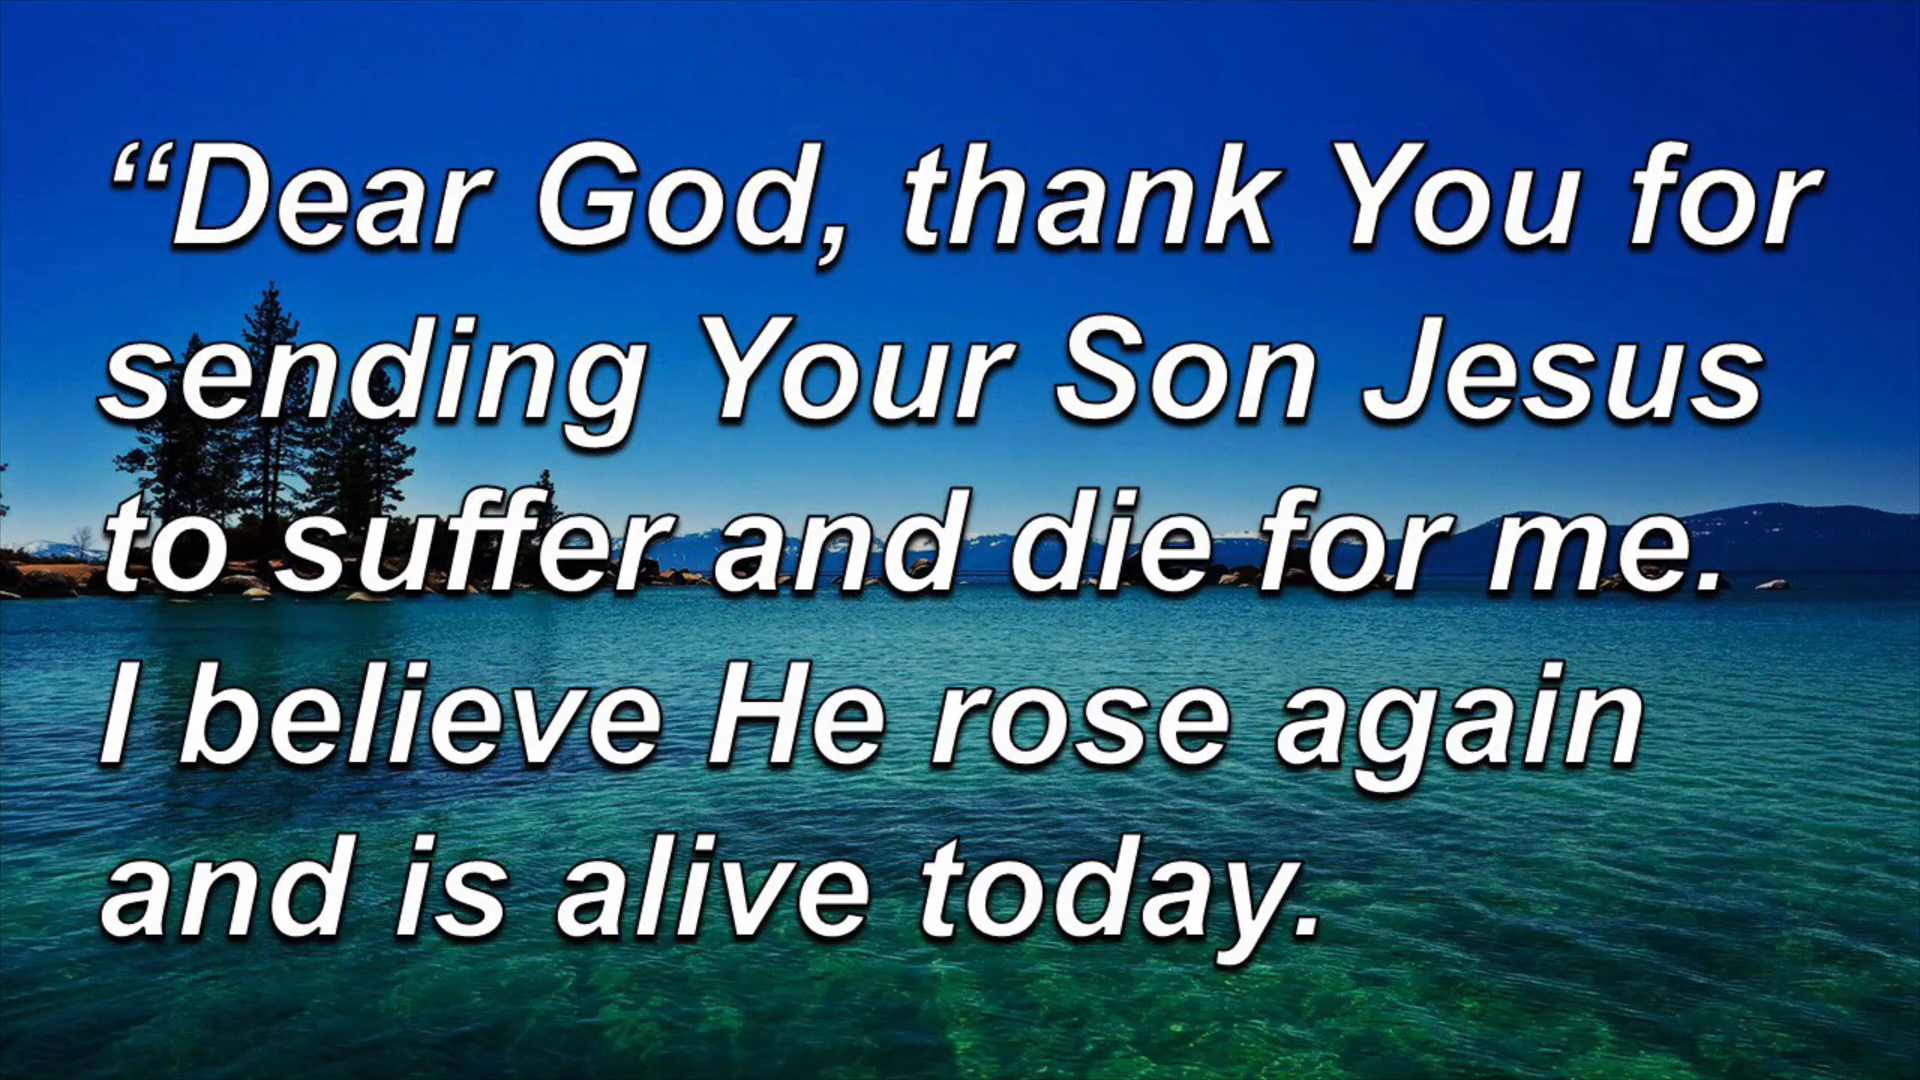 “Dear God, thank You for
sending Your Son Jesus
to suffer and die for me.
I believe He rose again
and is alive today.